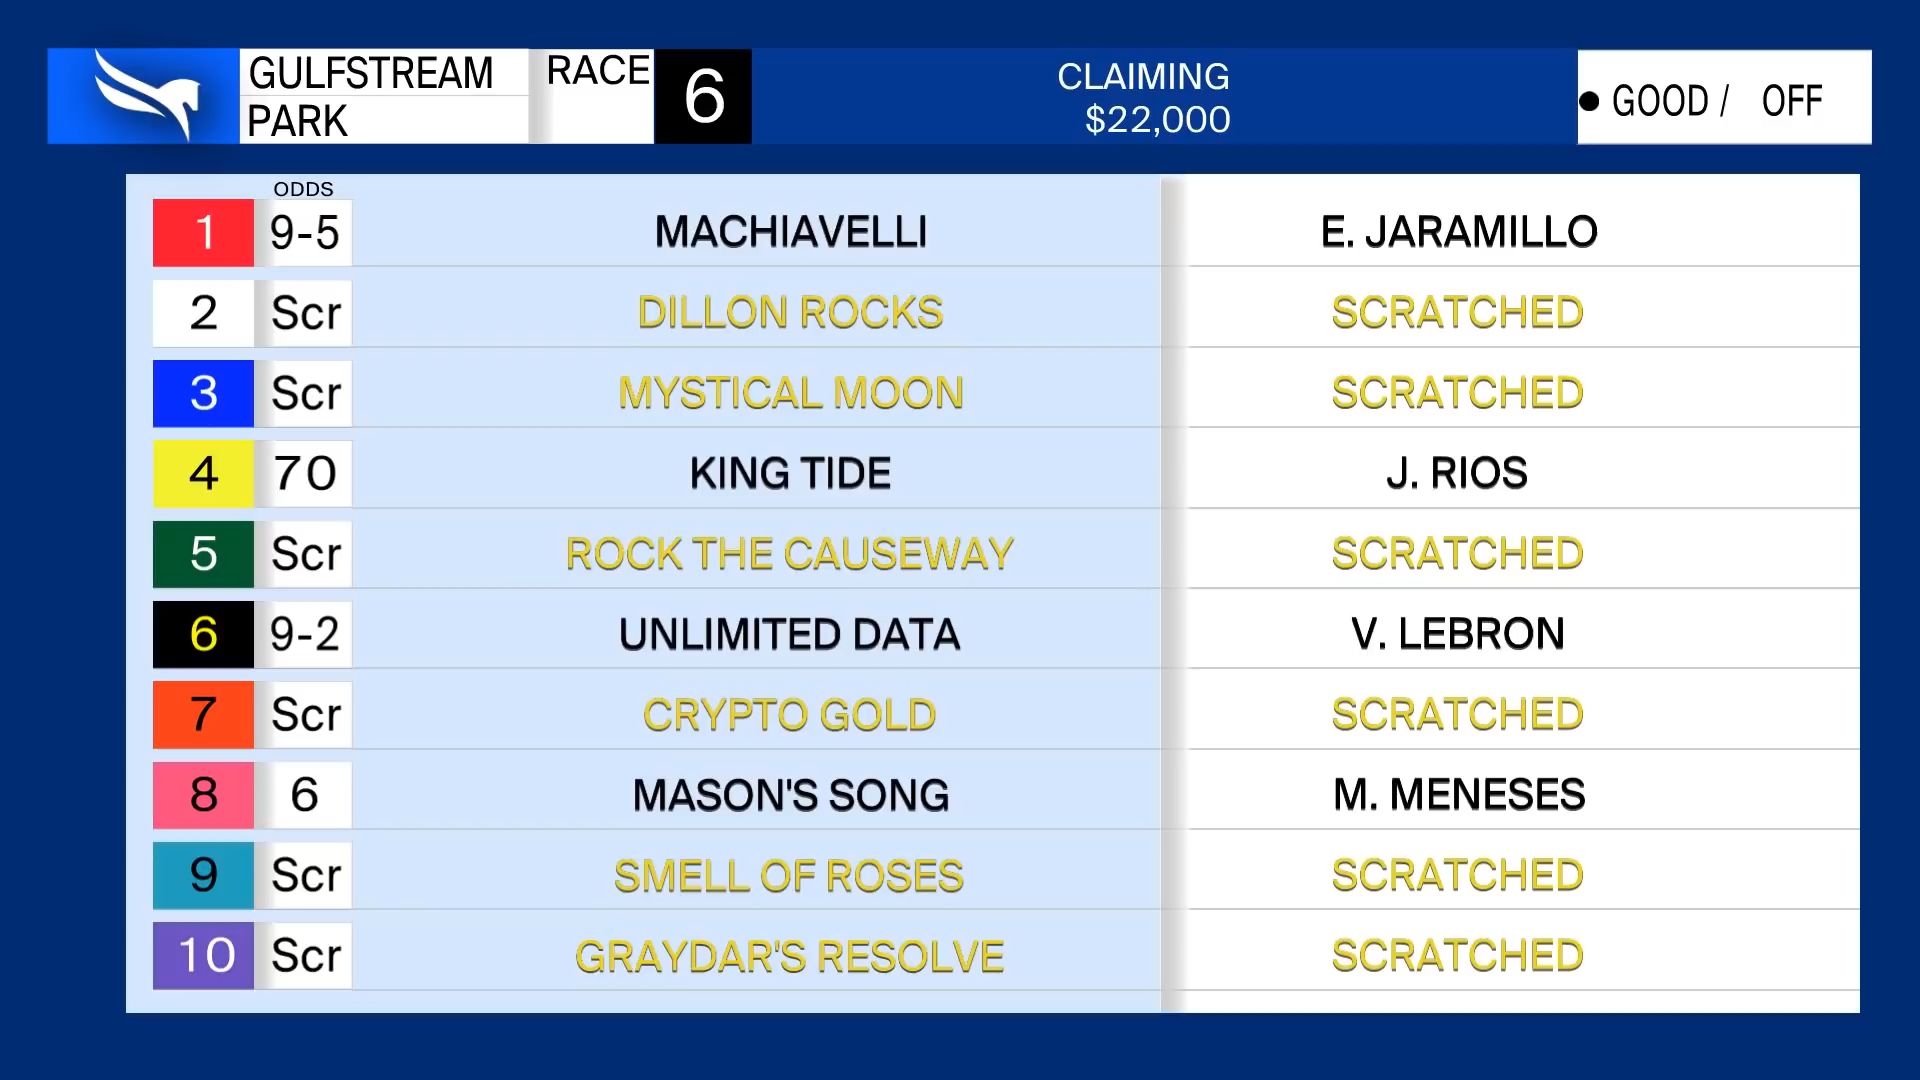 GULFSTREAM
PARK
RACE
6
CLAIMING
$22,000
● GOOD / OFF
ODDS
1 9-5 MACHIAVELLI E. JARAMILLO
2 Scr DILLON ROCKS SCRATCHED
3 Scr MYSTICAL MOON SCRATCHED
4 70 KING TIDE J. RIOS
5 Scr ROCK THE CAUSEWAY SCRATCHED
6 9-2 UNLIMITED DATA V. LEBRON
7 Scr CRYPTO GOLD SCRATCHED
8 6 MASON'S SONG M. MENESES
9 Scr SMELL OF ROSES SCRATCHED
10 Scr GRAYDAR'S RESOLVE SCRATCHED